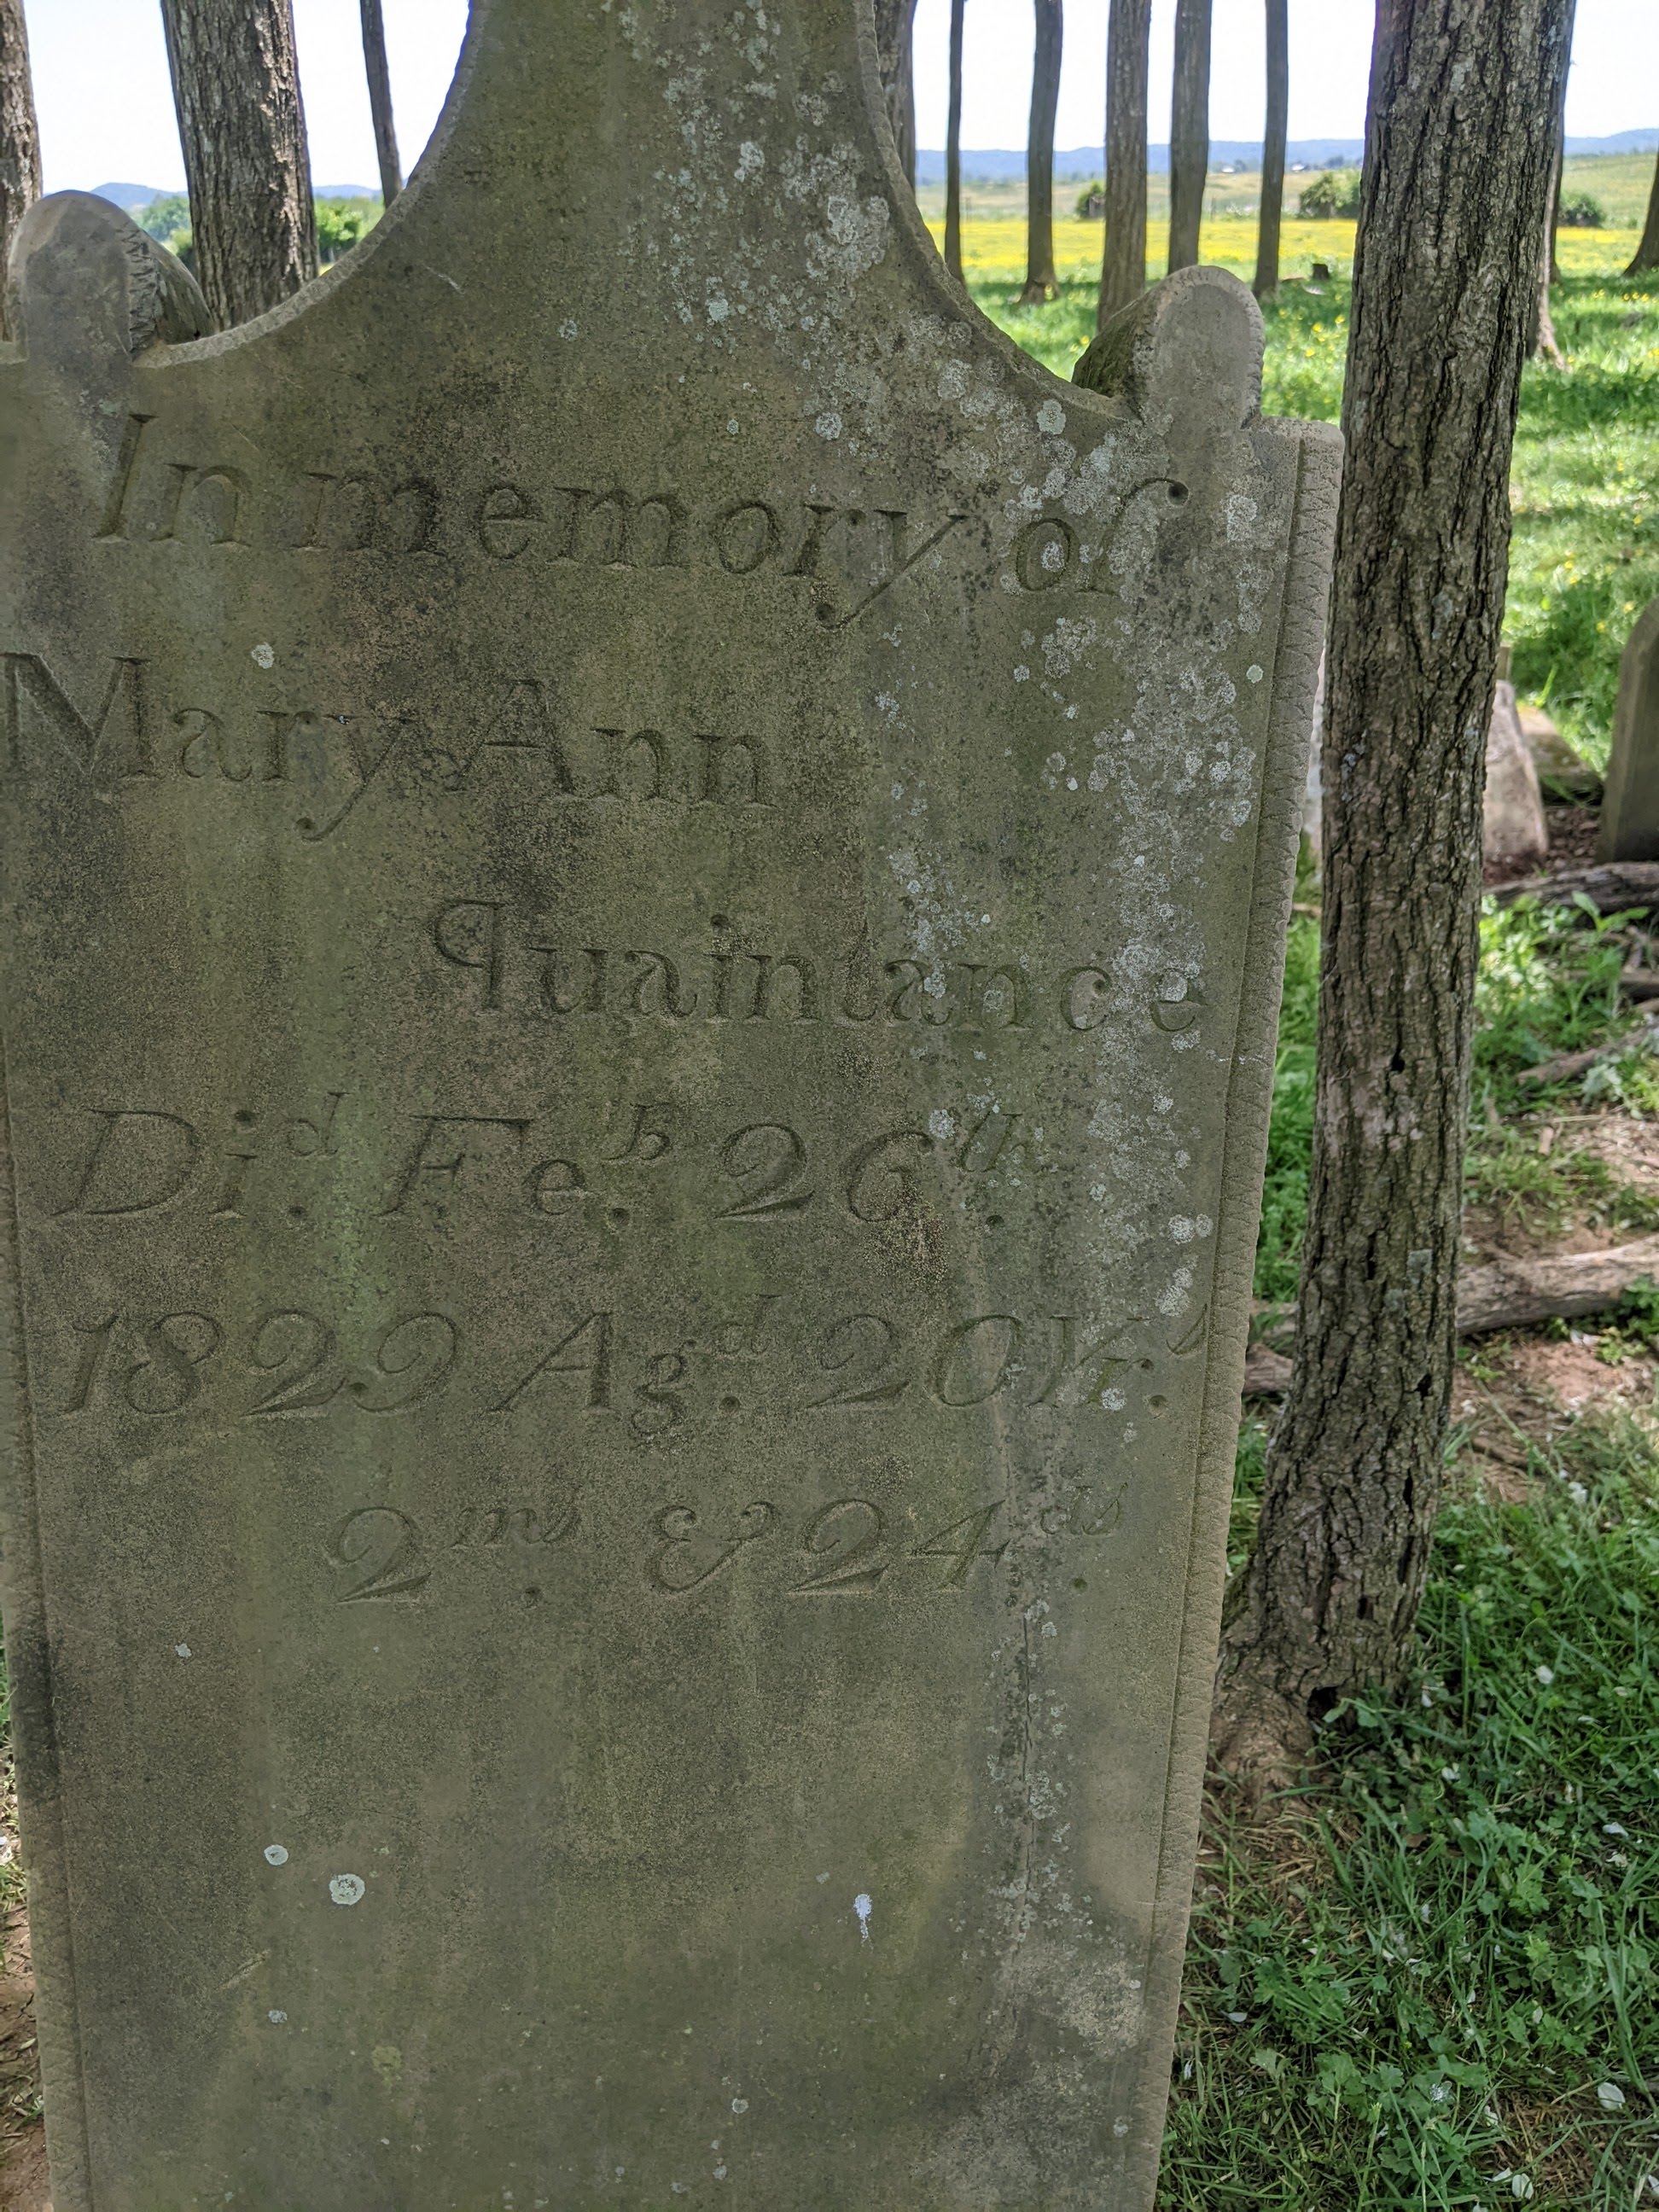 In memory of
Mary Ann
quaintance
Di.ᵈ Fe.ᴮ 26.ᵗʰ
1829 Ag.ᵈ 20 Yr.ˢ
2,ᵐˢ & 24.ᵈˢ